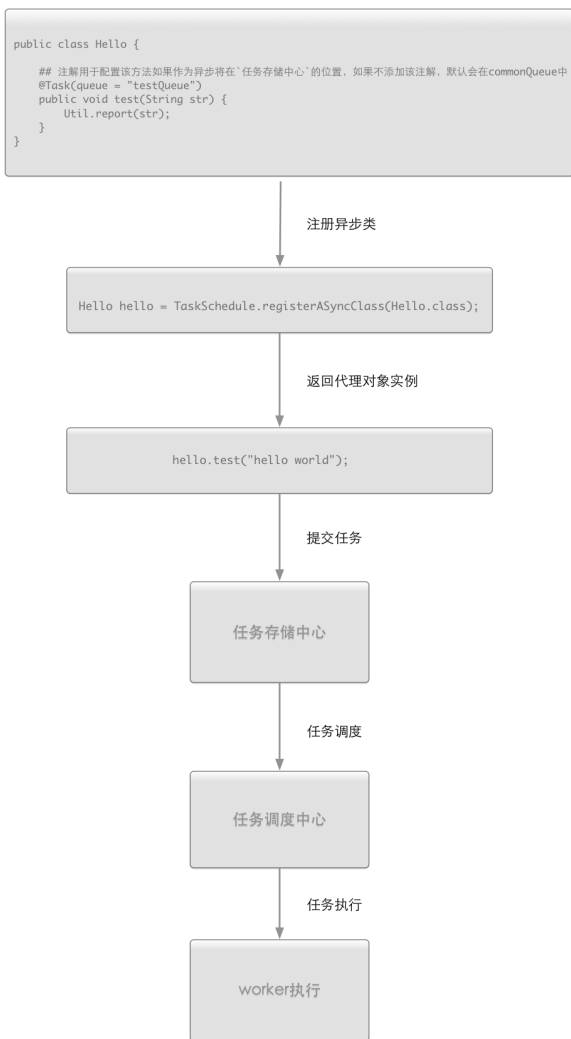 public class Hello {
## 注解用于配置该方法如果作为异步将在`任务存储中心`的位置，如果不添加该注解，默认会在commonQueue中
@Task(queue = "testQueue")
public void test(String str) {
Util.report(str);
}
}
注册异步类
Hello hello = TaskSchedule.registerASyncClass(Hello.class);
返回代理对象实例
hello.test("hello world");
提交任务
任务存储中心
任务调度
任务调度中心
任务执行
worker执行